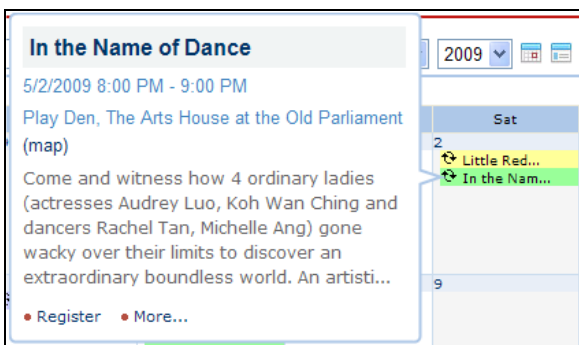 In the Name of Dance
5/2/2009 8:00 PM - 9:00 PM
Play Den, The Arts House at the Old Parliament
(map)
Come and witness how 4 ordinary ladies
(actresses Audrey Luo, Koh Wan Ching and
dancers Rachel Tan, Michelle Ang) gone
wacky over their limits to discover an
extraordinary boundless world. An artisti...
• Register • More...
2009
Sat
2
Little Red...
In the Nam...
9